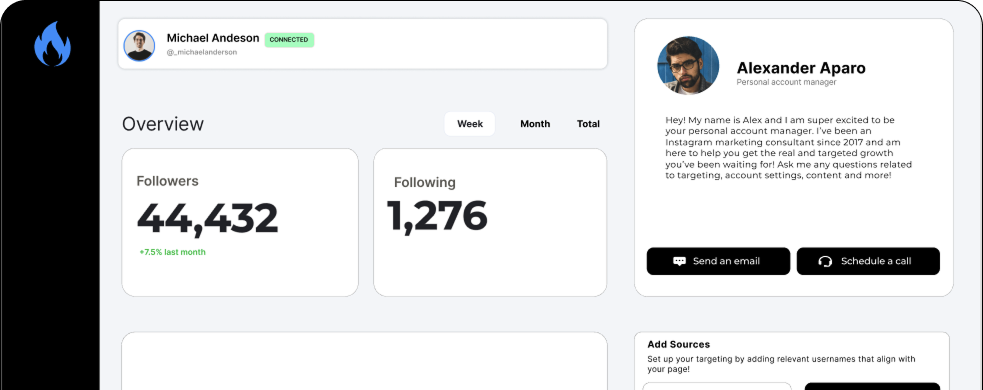 Michael Andeson CONNECTED
@_michaelanderson
Overview
Week Month Total
Followers
44,432
+7.5% last month
Following
1,276
Alexander Aparo
Personal account manager
Hey! My name is Alex and I am super excited to be
your personal account manager. I've been an
Instagram marketing consultant since 2017 and am
here to help you get the real and targeted growth
you've been waiting for! Ask me any questions related
to targeting, account settings, content and more!
Send an email
Schedule a call
Add Sources
Set up your targeting by adding relevant usernames that align with
your page!